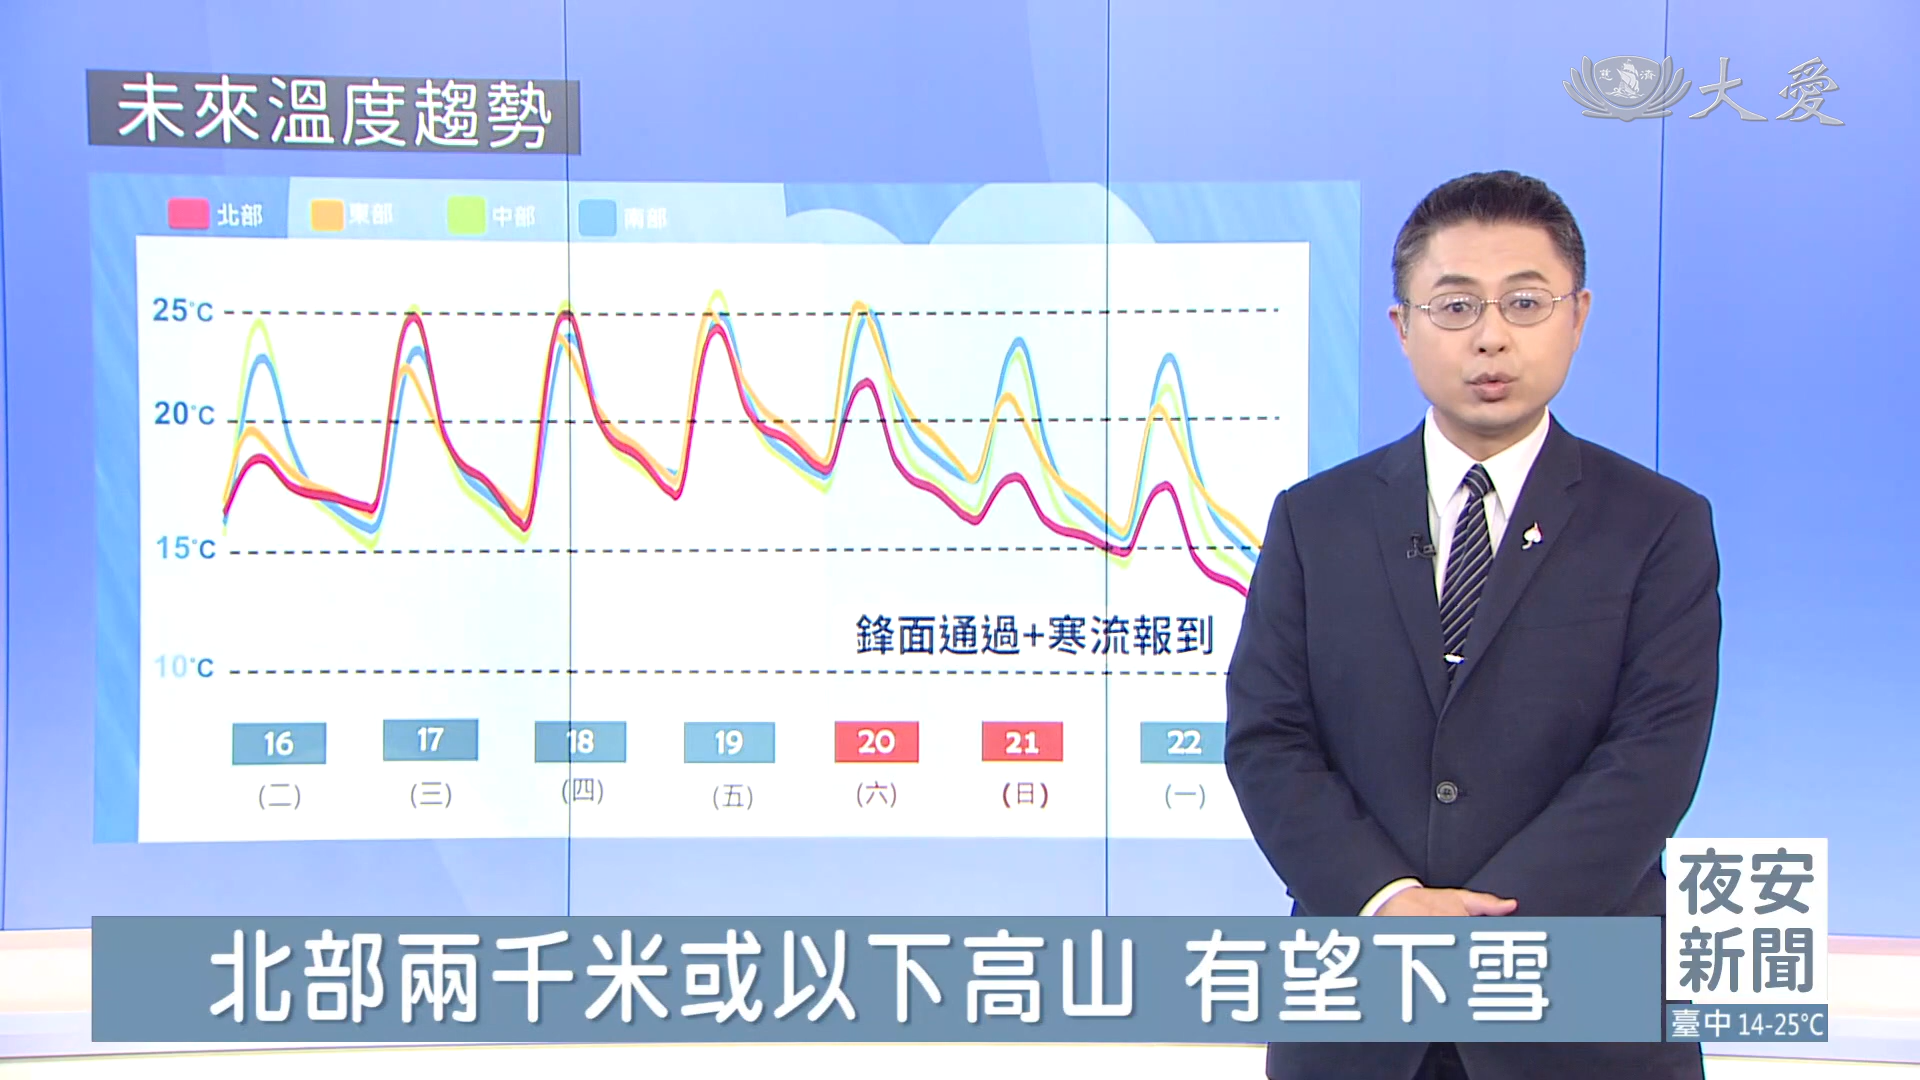 未來溫度趨勢
慈濟
大愛
北部 東部 中部 南部
25°C
20°C
15°C
10°C
鋒面通過+寒流報到
16 17 18 19 20 21 22
(二) (三) (四) (五) (六) (日) (一)
北部兩千米或以下高山 有望下雪
夜安
新聞
臺中 14-25°C